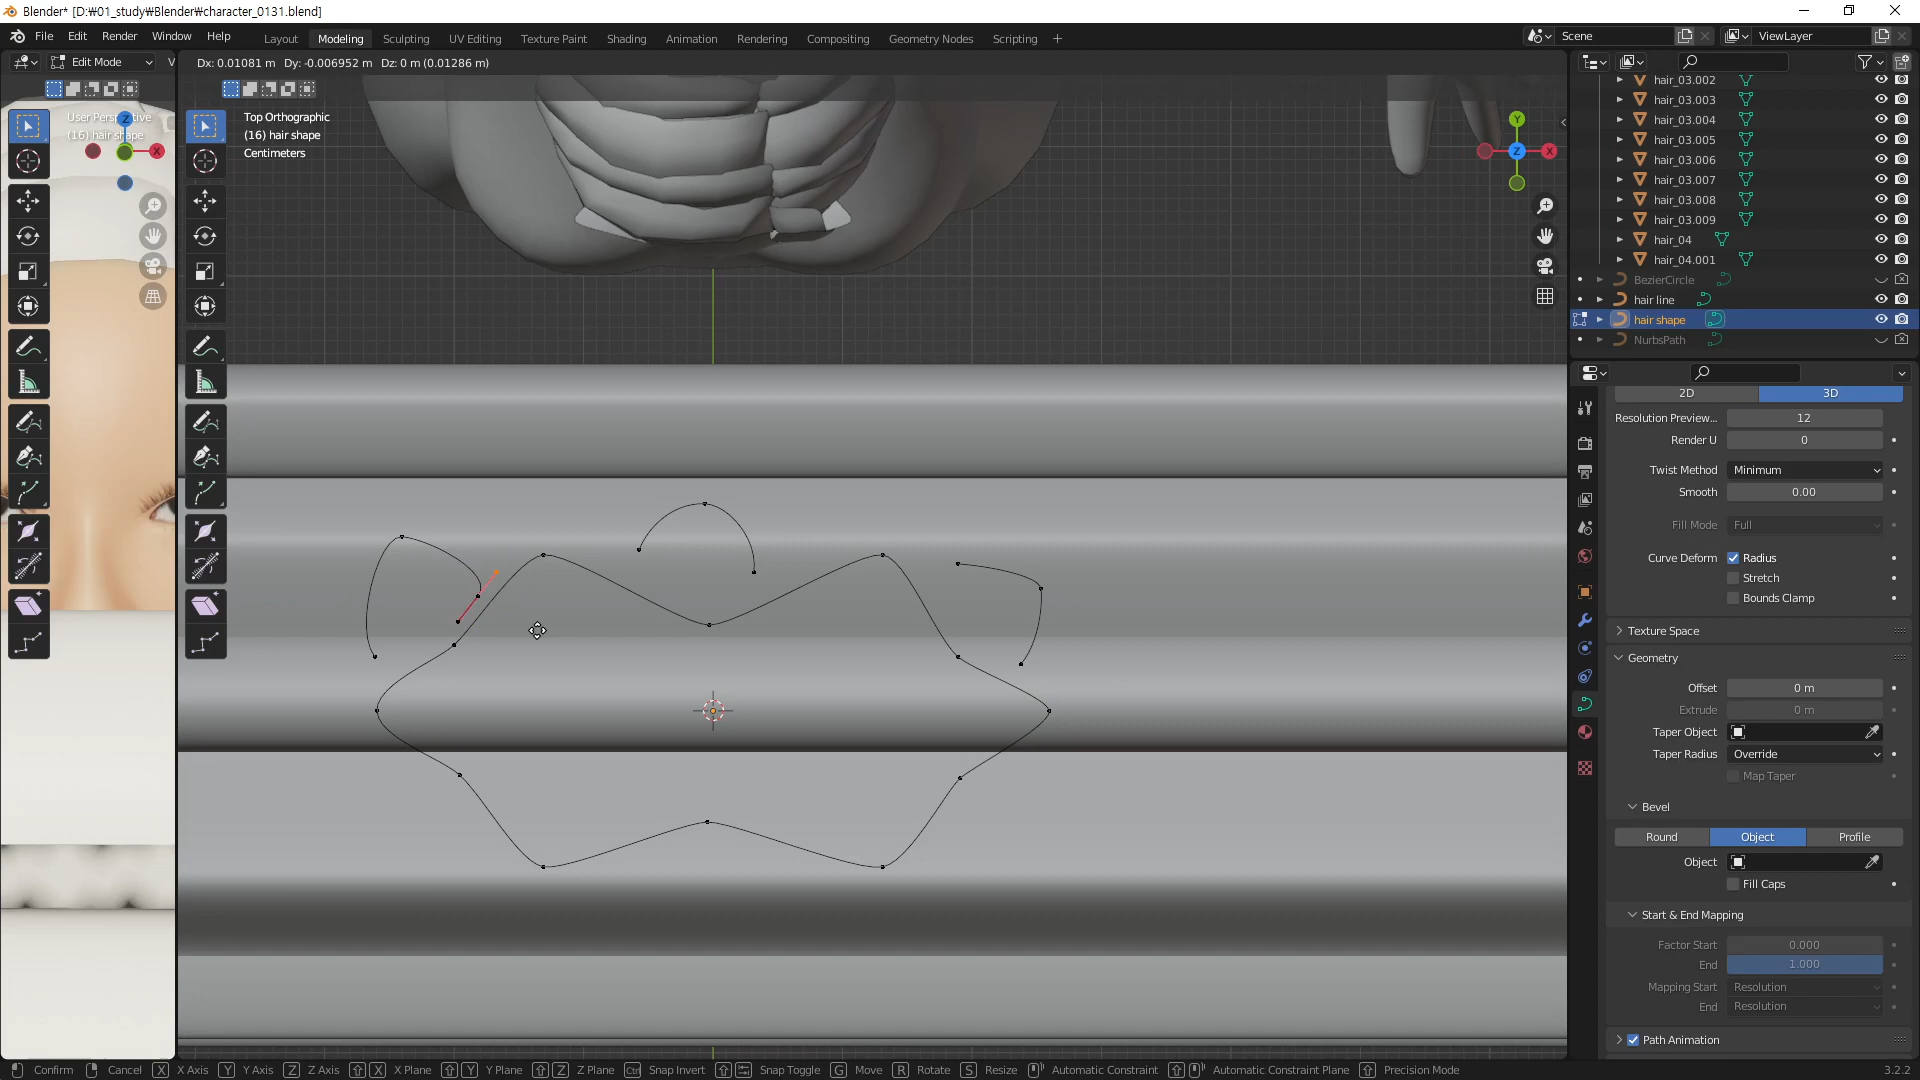 Blender* [D:₩01_study₩Blender₩character_0131.blend]
File Edit Render Window Help
Layout Modeling Sculpting UV Editing Texture Paint Shading Animation Rendering Compositing Geometry Nodes Scripting +
Scene
ViewLayer
Edit Mode
V
Dx: 0.01081 m Dy: -0.006952 m Dz: 0 m (0.01286 m)
User Perspective
(16) hair shape
Z
X
Top Orthographic
(16) hair shape
Centimeters
Y
Z
X
hair_03.002
hair_03.003
hair_03.004
hair_03.005
hair_03.006
hair_03.007
hair_03.008
hair_03.009
hair_04
hair_04.001
BezierCircle
hair line
hair shape
NurbsPath
2D 3D
Resolution Preview... 12
Render U 0
Twist Method Minimum
Smooth 0.00
Fill Mode Full
Curve Deform Radius
Stretch
Bounds Clamp
Texture Space
Geometry
Offset 0 m
Extrude 0 m
Taper Object
Taper Radius Override
Map Taper
Bevel
Round Object Profile
Object
Fill Caps
Start & End Mapping
Factor Start 0.000
End 1.000
Mapping Start Resolution
End Resolution
Path Animation
Confirm Cancel X X Axis Y Y Axis Z Z Axis X X Plane Y Y Plane Z Z Plane Ctrl Snap Invert Snap Toggle G Move R Rotate S Resize Automatic Constraint Automatic Constraint Plane Precision Mode
3.2.2